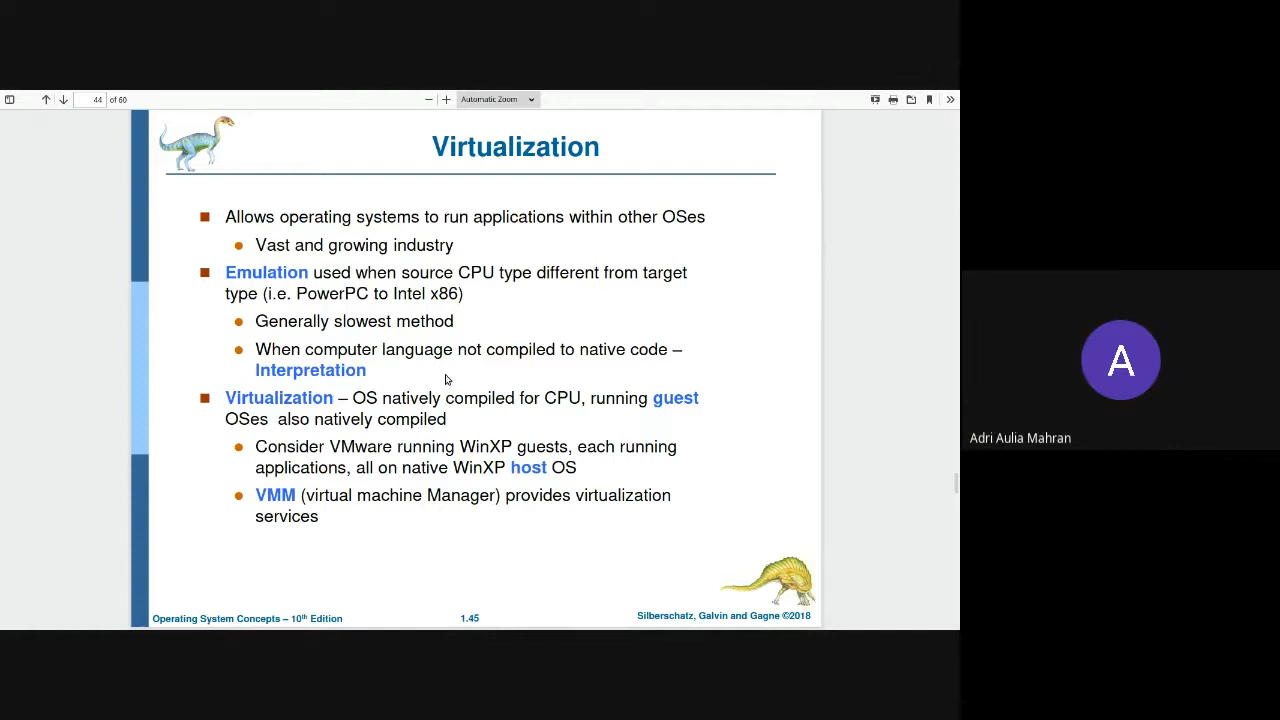 44 of 60
Automatic Zoom
Virtualization
Allows operating systems to run applications within other OSes
Vast and growing industry
Emulation used when source CPU type different from target
type (i.e. PowerPC to Intel x86)
Generally slowest method
When computer language not compiled to native code –
Interpretation
Virtualization – OS natively compiled for CPU, running guest
OSes also natively compiled
Consider VMware running WinXP guests, each running
applications, all on native WinXP host OS
VMM (virtual machine Manager) provides virtualization
services
Operating System Concepts – 10th Edition
1.45
Silberschatz, Galvin and Gagne ©2018
A
Adri Aulia Mahran